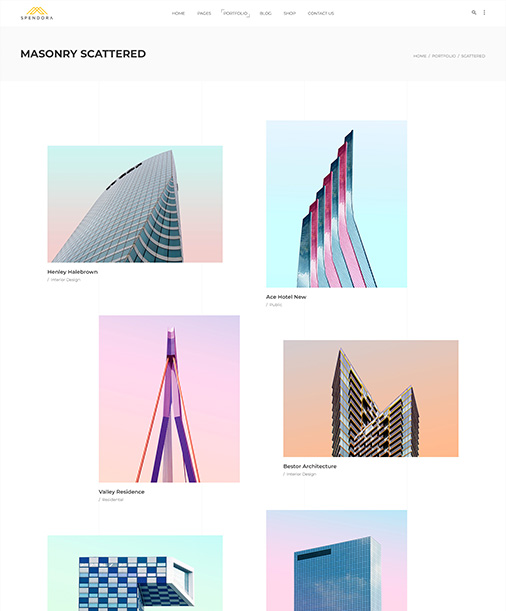 SPENDORA
HOME PAGES PORTFOLIO BLOG SHOP CONTACT US
MASONRY SCATTERED
HOME / PORTFOLIO / SCATTERED
Henley Halebrown
/ Interior Design
Ace Hotel New
/ Public
Valley Residence
/ Residential
Bestor Architecture
/ Interior Design